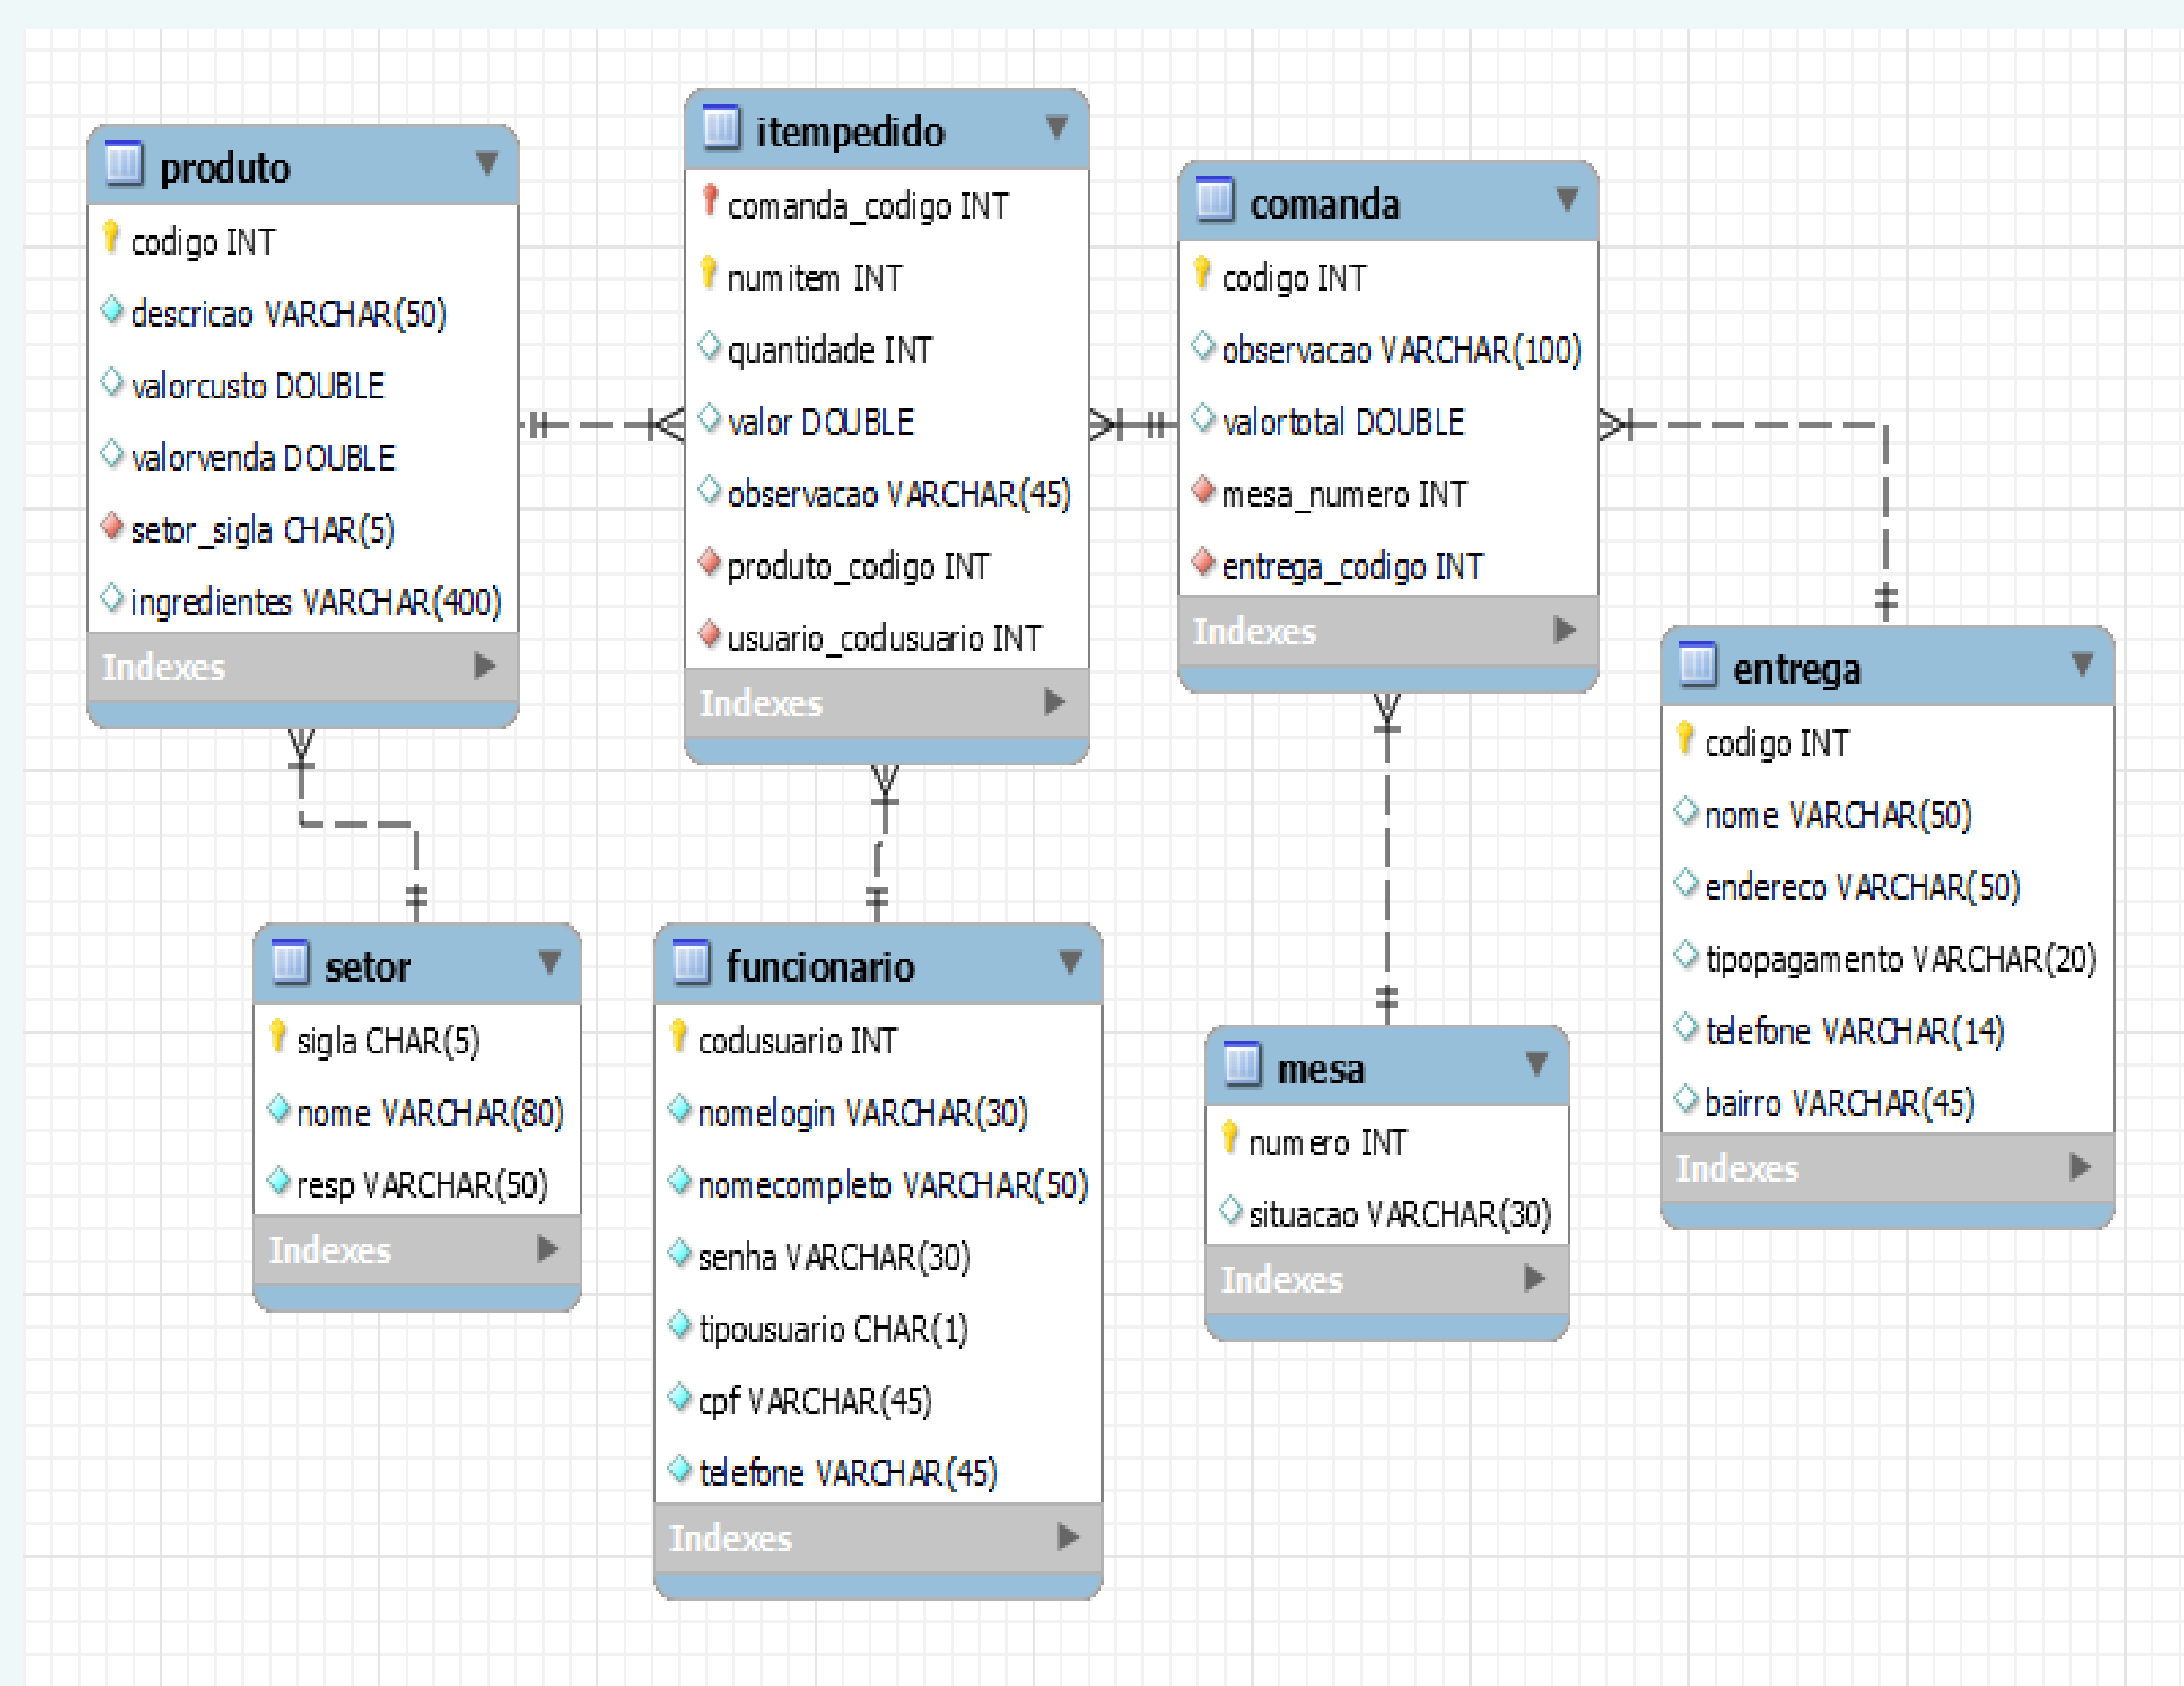 produto
codigo INT
descricao VARCHAR(50)
valorcusto DOUBLE
valorvenda DOUBLE
setor_sigla CHAR(5)
ingredientes VARCHAR(400)
Indexes
itempedido
comanda_codigo INT
numitem INT
quantidade INT
valor DOUBLE
observacao VARCHAR(45)
produto_codigo INT
usuario_codusuario INT
Indexes
comanda
codigo INT
observacao VARCHAR(100)
valortotal DOUBLE
mesa_numero INT
entrega_codigo INT
Indexes
entrega
codigo INT
nome VARCHAR(50)
endereco VARCHAR(50)
tipopagamento VARCHAR(20)
telefone VARCHAR(14)
bairro VARCHAR(45)
Indexes
setor
sigla CHAR(5)
nome VARCHAR(80)
resp VARCHAR(50)
Indexes
funcionario
codusuario INT
nomelogin VARCHAR(30)
nomecompleto VARCHAR(50)
senha VARCHAR(30)
tipousuario CHAR(1)
cpf VARCHAR(45)
telefone VARCHAR(45)
Indexes
mesa
numero INT
situacao VARCHAR(30)
Indexes